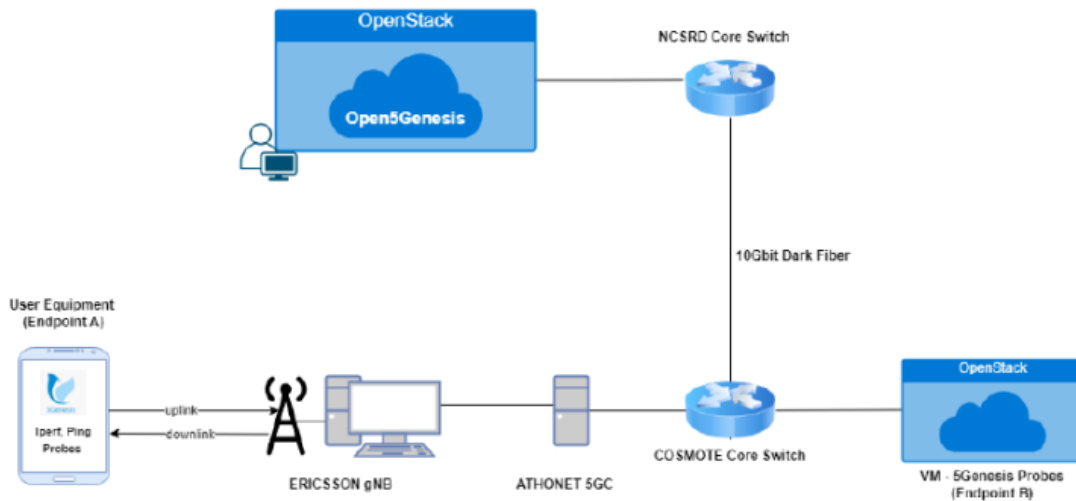 OpenStack
NCSRD Core Switch
Open5Genesis
10Gbit Dark Fiber
User Equipment
(Endpoint A)
OpenStack
5GENESIS
Iperf, Ping
Probes
uplink
downlink
ERICSSON gNB
ATHONET 5GC
COSMOTE Core Switch
VM - 5Genesis Probes
(Endpoint B)